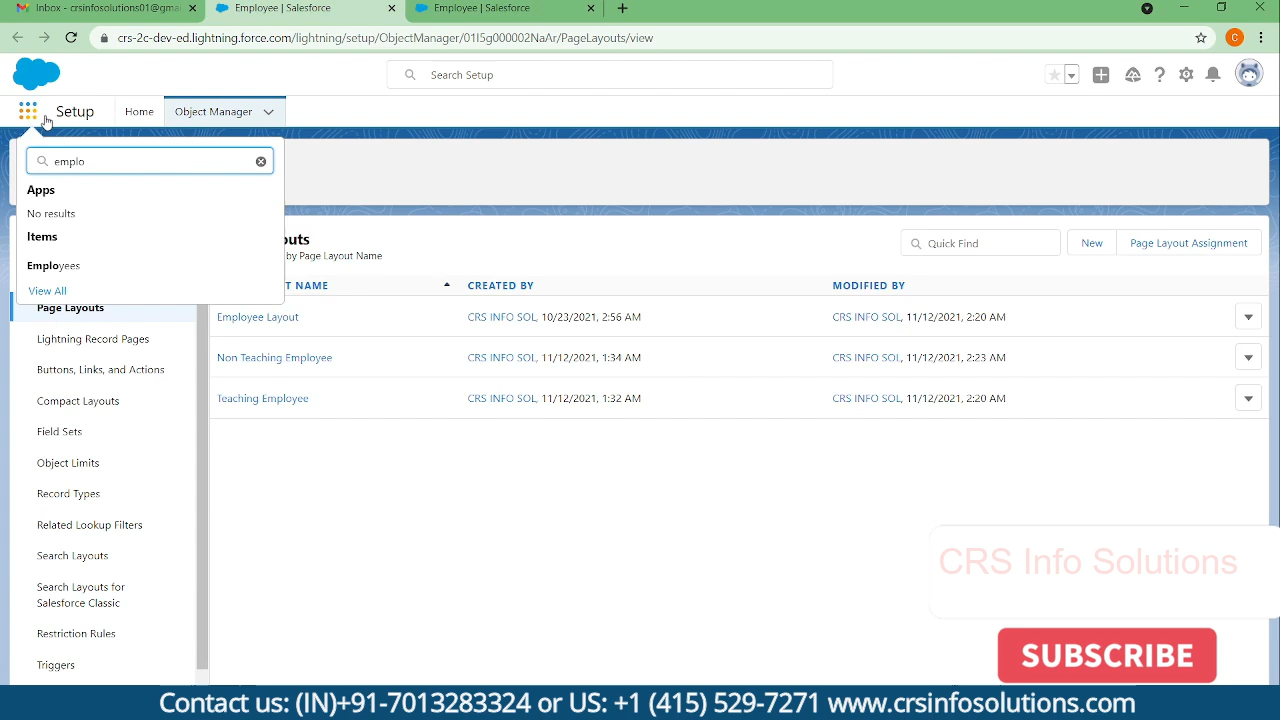 Inbox - crsinfosolutions01@gmai
Employee | Salesforce
Employee | Salesforce
crs-2c-dev-ed.lightning.force.com/lightning/setup/ObjectManager/01I5g000002NaAr/PageLayouts/view
C
Search Setup
Setup
Home
Object Manager
emplo
Apps
No results
Items
Employees
View All
outs
by Page Layout Name
Quick Find
New
Page Layout Assignment
T NAME
CREATED BY
MODIFIED BY
Page Layouts
Lightning Record Pages
Buttons, Links, and Actions
Compact Layouts
Field Sets
Object Limits
Record Types
Related Lookup Filters
Search Layouts
Search Layouts for
Salesforce Classic
Restriction Rules
Triggers
Employee Layout
CRS INFO SOL, 10/23/2021, 2:56 AM
CRS INFO SOL, 11/12/2021, 2:20 AM
Non Teaching Employee
CRS INFO SOL, 11/12/2021, 1:34 AM
CRS INFO SOL, 11/12/2021, 2:23 AM
Teaching Employee
CRS INFO SOL, 11/12/2021, 1:32 AM
CRS INFO SOL, 11/12/2021, 2:20 AM
CRS Info Solutions
SUBSCRIBE
Contact us: (IN)+91-7013283324 or US: +1 (415) 529-7271 www.crsinfosolutions.com